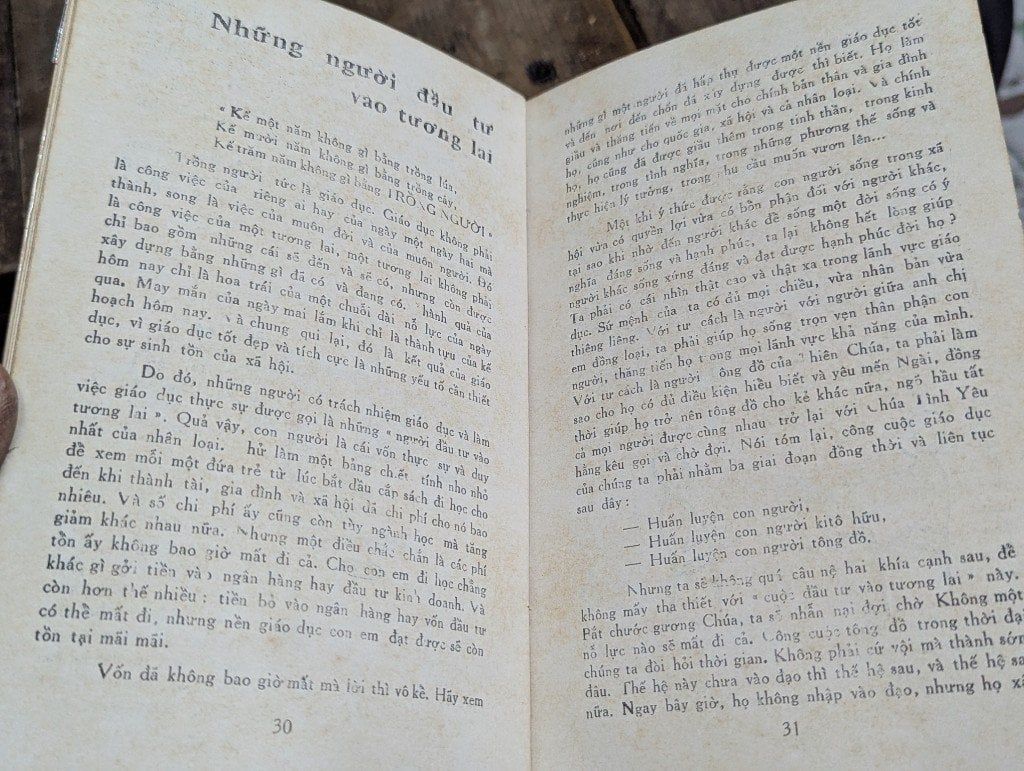 Những người đầu tư
vào tương lai
« Kế một năm không gì bằng trồng lúa,
Kế mười năm không gì bằng trồng cây,
Kế trăm năm không gì bằng TRỒNG NGƯỜI »
Trồng người tức là giáo dục. Giáo dục không phải
là công việc của riêng ai hay của ngày một ngày hai mà
thành, song là việc của muôn đời và của muôn người. Đó
là công việc của một tương lai, một tương lai không phải
chỉ bao gồm những cái sẽ đến và sẽ có, nhưng còn được
xây dựng bằng những gì đã có và đang có. Hạnh quả của
hôm nay chỉ là hoa trái của một chuỗi dài nỗ lực của ngày
qua. May mắn của ngày mai lắm khi chỉ là thành tựu của kế
hoạch hôm nay. Và chung qui lại, đó là kết quả của giáo
dục, vì giáo dục tốt đẹp và tích cực là những yếu tố cần thiết
cho sự sinh tồn của xã hội.
Do đó, những người có trách nhiệm giáo dục và làm
việc giáo dục thực sự được gọi là những « người đầu tư vào
tương lai ». Quả vậy, con người là cái vốn thực sự và duy
nhất của nhân loại. hử làm một bảng ch.ết tính nho nhỏ
để xem mỗi một đứa trẻ từ lúc bắt đầu cắp sách đi học cho
đến khi thành tài, gia đình và xã hội đã chi phí cho nó bao
nhiêu. Và số chi phí ấy cũng còn tùy ngành học mà tăng
giảm khác nhau nữa. Nhưng một điều chắc chắn là các phí
tồn ấy không bao giờ mất đi cả. Cho con em đi học chẳng
khác gì gởi tiền vào ngân hàng hay đầu tư kinh doanh. Và
còn hơn thế nhiều : tiền bỏ vào ngân hàng hay vốn đầu tư
có thể mất đi, nhưng nền giáo dục con em đạt được sẽ còn
tồn tại mãi mãi.
Vốn đã không bao giờ mất mà lời thì vô kể. Hãy xem
30
những gì một người đã hấp thụ được một nền giáo dục tốt
và đến nơi đến chốn đã xây dựng được thì biết. Họ làm
giầu và thăng tiến về mọi mặt cho chính bản thân và gia đình
họ, cũng như cho quốc gia, xã hội và cả nhân loại. Và chính
họ, họ cũng đã được giầu thêm trong tinh thần, trong kinh
nghiệm, trong tình nghĩa, trong những phương thế sống và
thực hiện lý tưởng, trong nhu cầu muốn vươn lên...
Một khi ý thức được rằng con người sống trong xã
hội vừa có quyền lợi vừa có bổn phận đối với người khác,
tại sao khi nhờ đến người khác để sống một đời sống có ý
nghĩa đáng sống và hạnh phúc, ta lại không hết lòng giúp
người khác sống xứng đáng và đạt được hạnh phúc đời họ ?
Ta phải có cái nhìn thật cao và thật xa trong lãnh vực giáo
dục. Sứ mệnh của ta có đủ mọi chiều, vừa nhân bản vừa
thiêng liêng. Với tư cách là người với người giữa anh chị
em đồng loại, ta phải giúp họ sống trọn vẹn thân phận con
người, thăng tiến họ trong mọi lãnh vực khả năng của mình.
Với tư cách là người ông đồ của Thiên Chúa, ta phải làm
sao cho họ có đủ điều kiện hiểu biết và yêu mến Ngài, đồng
thời giúp họ trở nên tông đồ cho kẻ khác nữa, ngõ hầu tất
cả mọi người được cùng nhau trở lại với Chúa Tình Yêu
hằng kêu gọi và chờ đợi. Nói tóm lại, công cuộc giáo dục
của chúng ta phải nhằm ba giai đoạn đồng thời và liên tục
sau đây :
— Huấn luyện con người,
— Huấn luyện con người kitô hữu,
— Huấn luyện con người tông đồ.
Nhưng ta sẽ không quá câu nệ hai khía cạnh sau, để
không mấy tha thiết với « cuộc đầu tư vào tương lai » này.
Bắt chước gương Chúa, ta sẽ nhẫn nại đợi chờ Không một
nỗ lực nào sẽ mất đi cả. Công cuộc tông đồ trong thời đạ
chúng ta đòi hỏi thời gian. Không phải cứ vội mà thành sớm
đâu. Thế hệ này chưa vào đạo thì thế hệ sau, và thế hệ sa
nữa. Ngay bây giờ, họ không nhập vào đạo, nhưng họ xâ
31